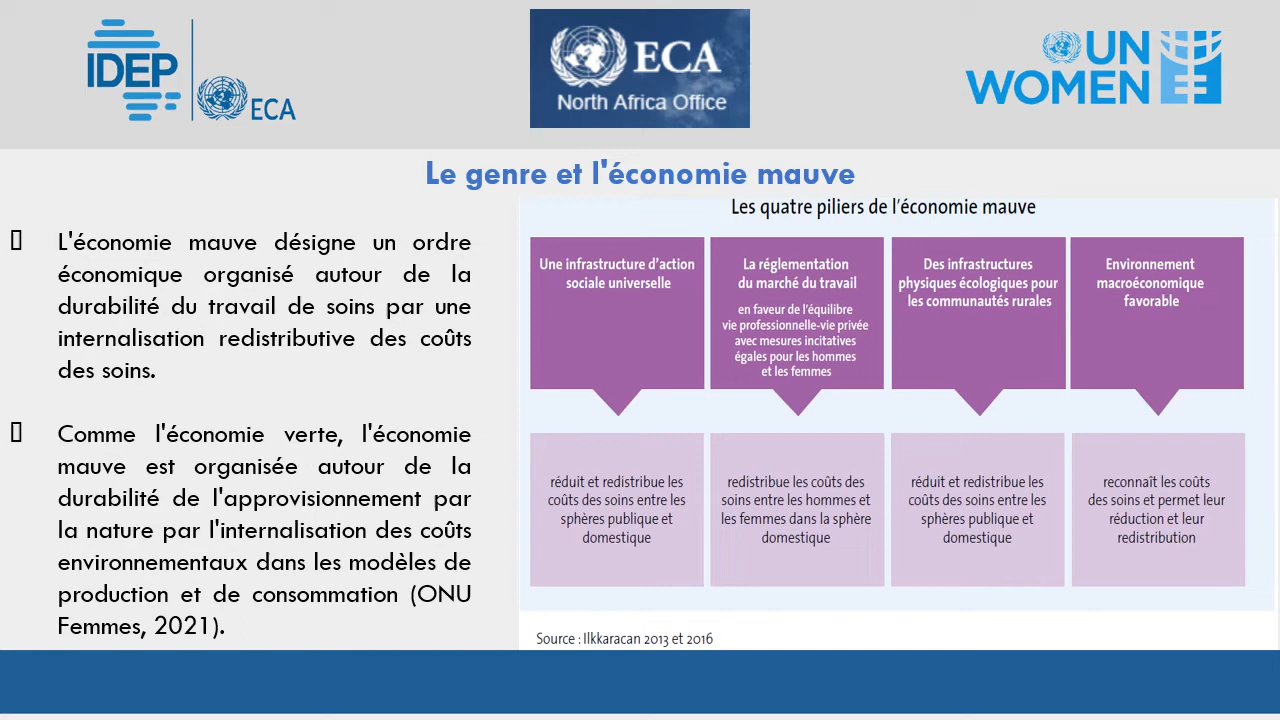 IDEP
ECA
ECA
North Africa Office
UN
WOMEN
Le genre et l'économie mauve
L'économie mauve désigne un ordre
économique organisé autour de la
durabilité du travail de soins par une
internalisation redistributive des coûts
des soins.
Comme l'économie verte, l'économie
mauve est organisée autour de la
durabilité de l'approvisionnement par
la nature par l'internalisation des coûts
environnementaux dans les modèles de
production et de consommation (ONU
Femmes, 2021).
Les quatre piliers de l'économie mauve
Une infrastructure d'action
sociale universelle
La réglementation
du marché du travail
en faveur de l'équilibre
vie professionnelle-vie privée
avec mesures incitatives
égales pour les hommes
et les femmes
Des infrastructures
physiques écologiques pour
les communautés rurales
Environnement
macroéconomique
favorable
réduit et redistribue les
coûts des soins entre les
sphères publique et
domestique
redistribue les coûts des
soins entre les hommes et
les femmes dans la sphère
domestique
réduit et redistribue les
coûts des soins entre les
sphères publique et
domestique
reconnaît les coûts
des soins et permet leur
réduction et leur
redistribution
Source : Ilkkaracan 2013 et 2016